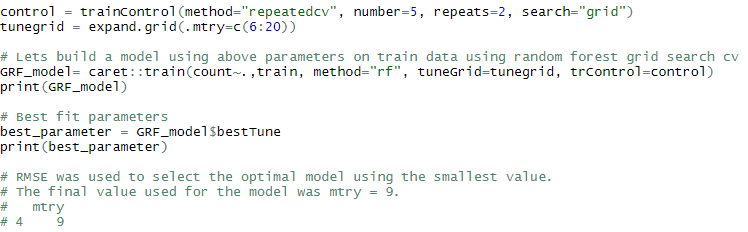 control = trainControl(method="repeatedcv", number=5, repeats=2, search="grid")
tunegrid = expand.grid(.mtry=c(6:20))
# Lets build a model using above parameters on train data using random forest grid search cv
GRF_model= caret::train(count~.,train, method="rf", tuneGrid=tunegrid, trControl=control)
print(GRF_model)
# Best fit parameters
best_parameter = GRF_model$bestTune
print(best_parameter)
# RMSE was used to select the optimal model using the smallest value.
# The final value used for the model was mtry = 9.
#   mtry
# 4    9